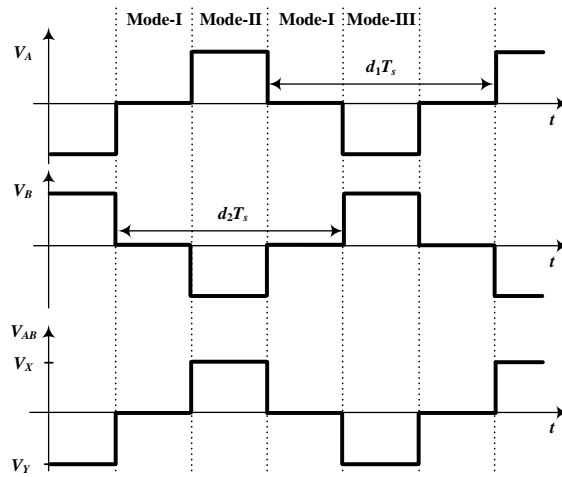 Mode-I Mode-II Mode-I Mode-III
V_A
d_1T_s
t
V_B
d_2T_s
t
V_AB
V_X
t
V_Y